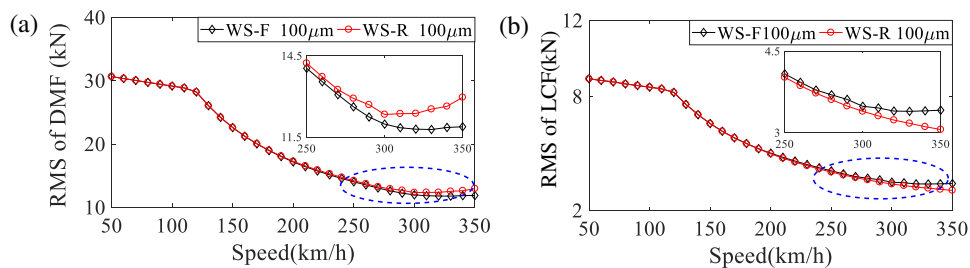 (a)
RMS of DMF (kN)
40
30
20
10
WS-F 100μm WS-R 100μm
14.5
11.5
250 300 350
50 100 150 200 250 300 350
Speed(km/h)
(b)
RMS of LCF(kN)
12
8
2
WS-F100μm WS-R 100μm
4.5
3
250 300 350
50 100 150 200 250 300 350
Speed(km/h)